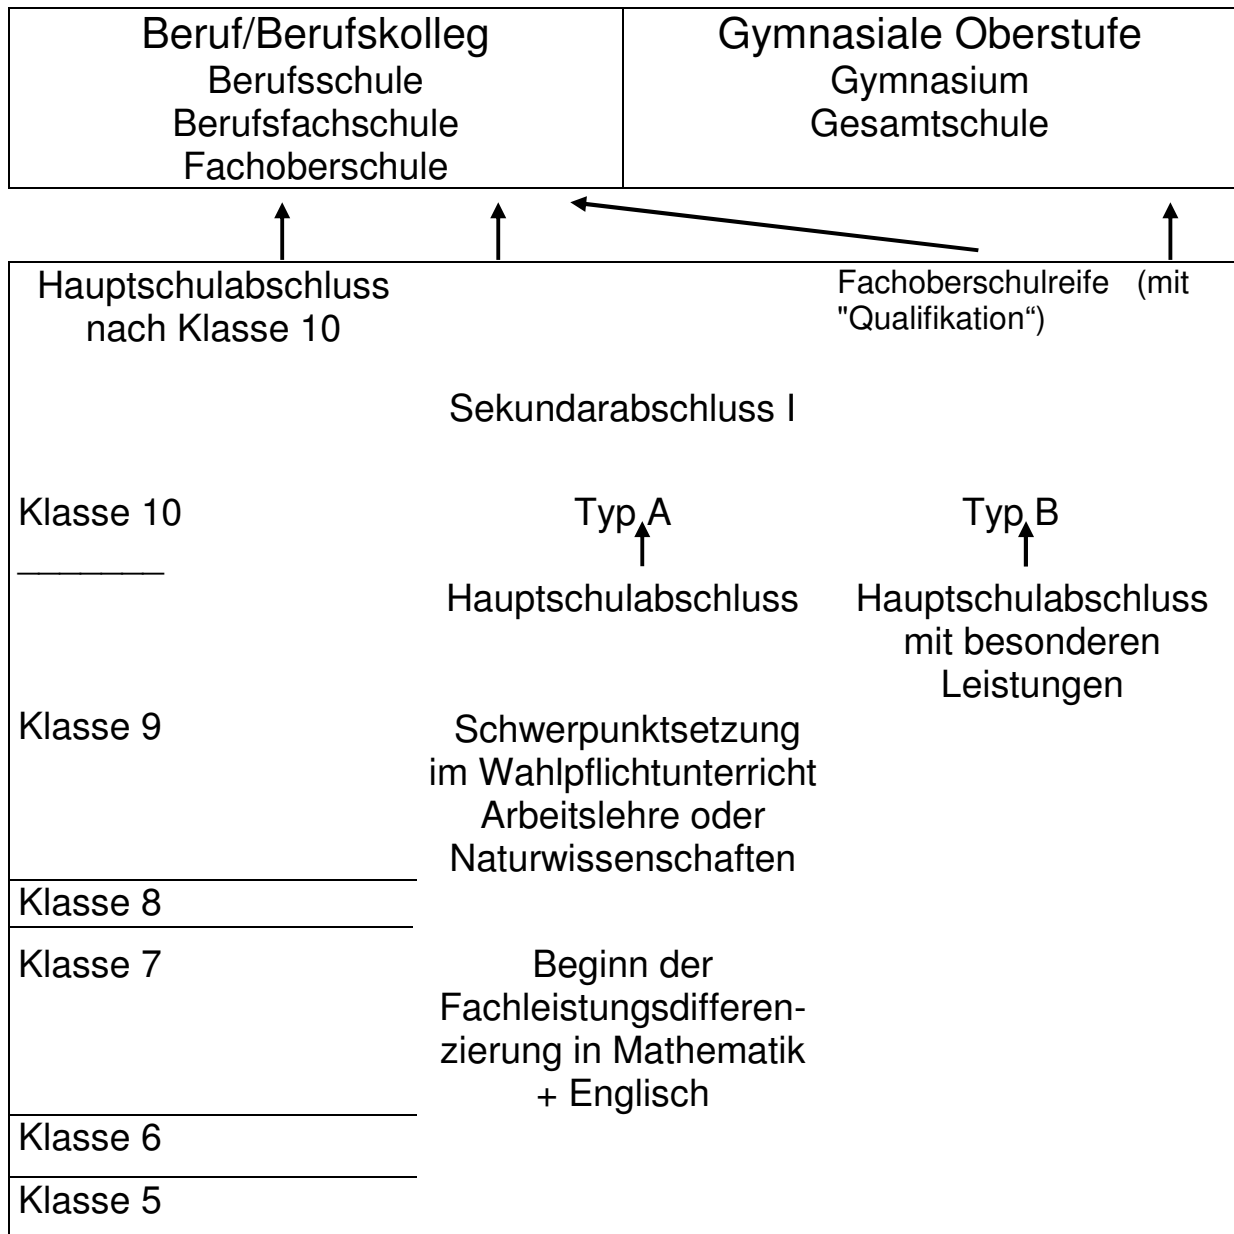 Beruf/Berufskolleg
Berufsschule
Berufsfachschule
Fachoberschule
Gymnasiale Oberstufe
Gymnasium
Gesamtschule
Hauptschulabschluss
nach Klasse 10
Fachoberschulreife (mit
"Qualifikation“)
Sekundarabschluss I
Klasse 10
Typ A
Typ B
Hauptschulabschluss
Hauptschulabschluss
mit besonderen
Leistungen
Klasse 9
Schwerpunktsetzung
im Wahlpflichtunterricht
Arbeitslehre oder
Naturwissenschaften
Klasse 8
Klasse 7
Beginn der
Fachleistungsdifferen-
zierung in Mathematik
+ Englisch
Klasse 6
Klasse 5